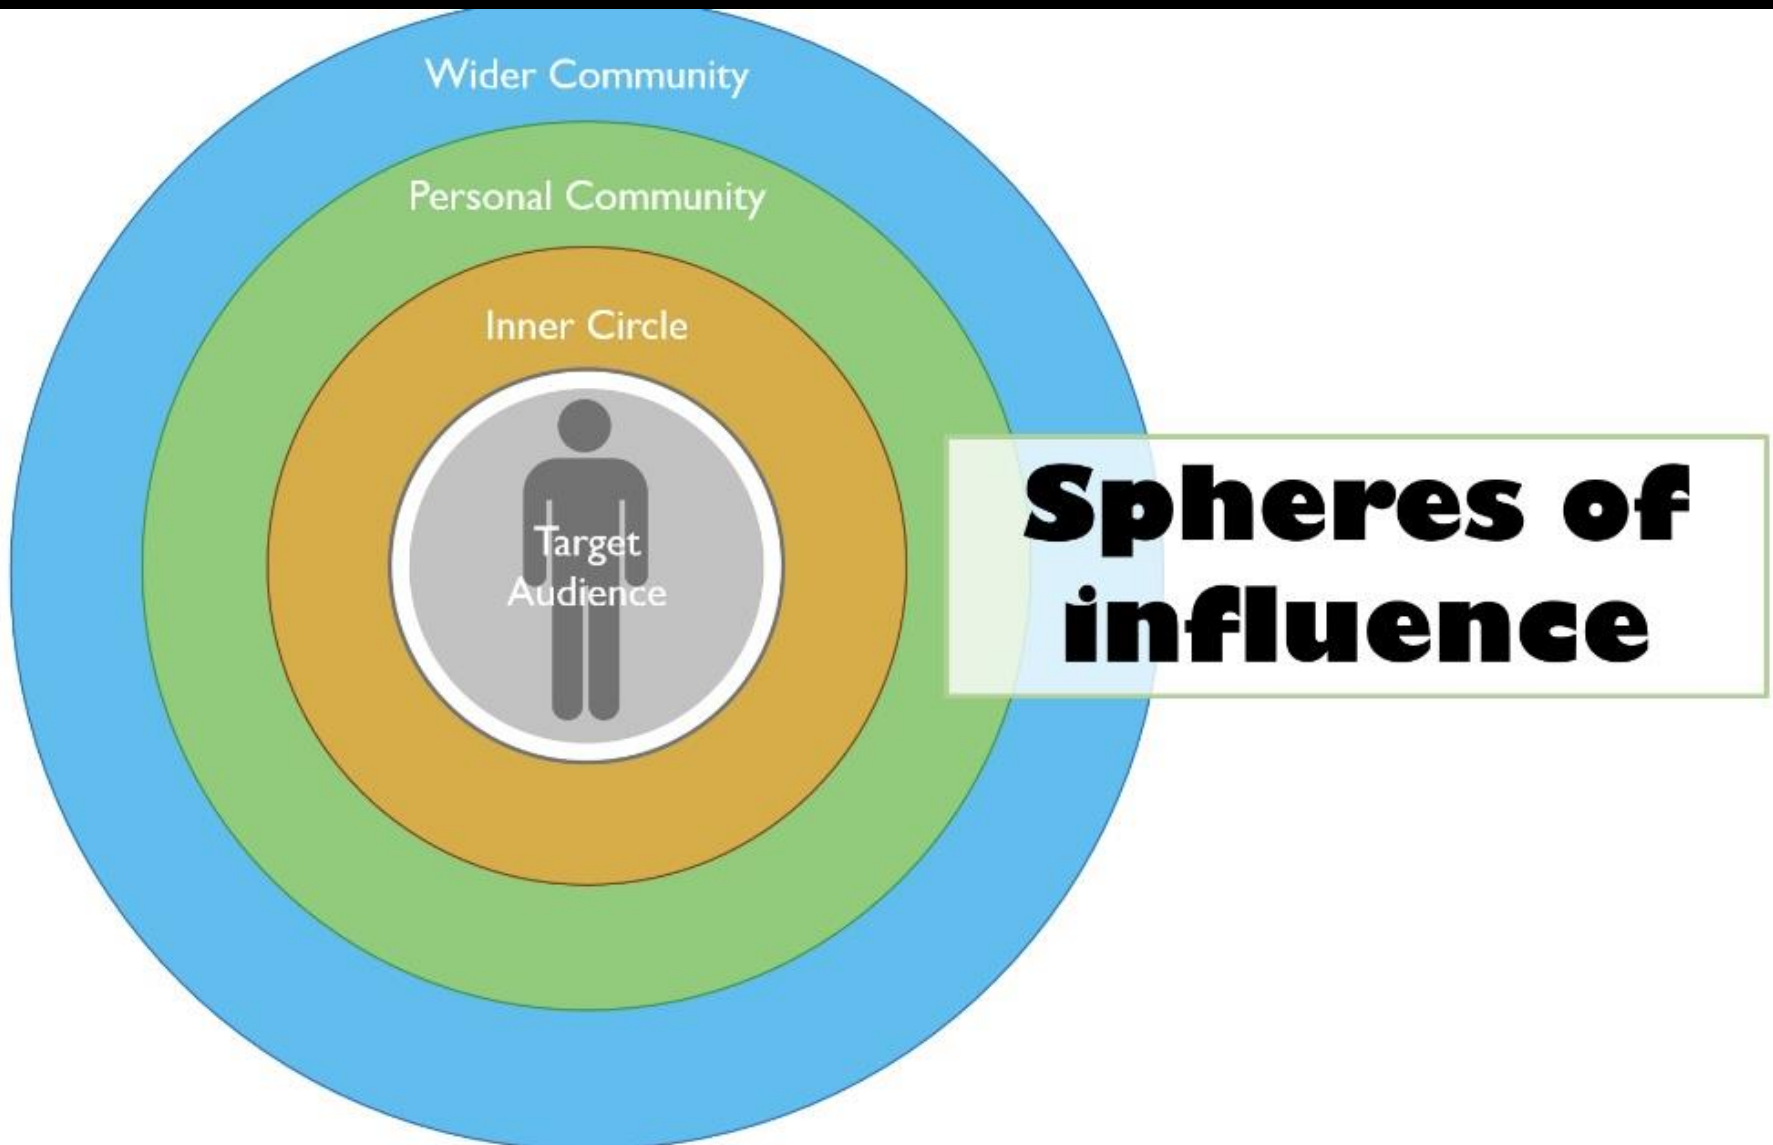 Wider Community
Personal Community
Inner Circle
Target
Audience
Spheres of
influence